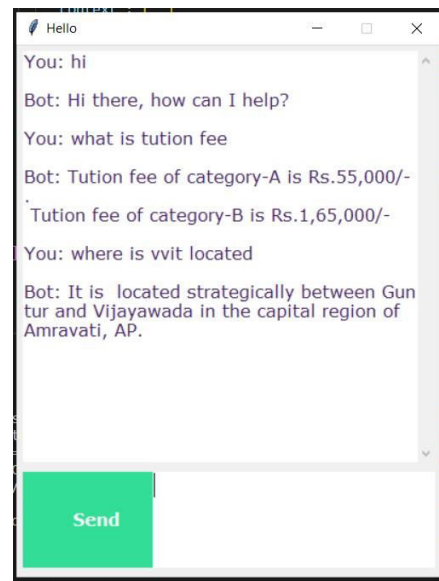 Hello
You: hi
Bot: Hi there, how can I help?
You: what is tution fee
Bot: Tution fee of category-A is Rs.55,000/-
.
Tution fee of category-B is Rs.1,65,000/-
You: where is vvit located
Bot: It is  located strategically between Gun
tur and Vijayawada in the capital region of
Amravati, AP.
Send